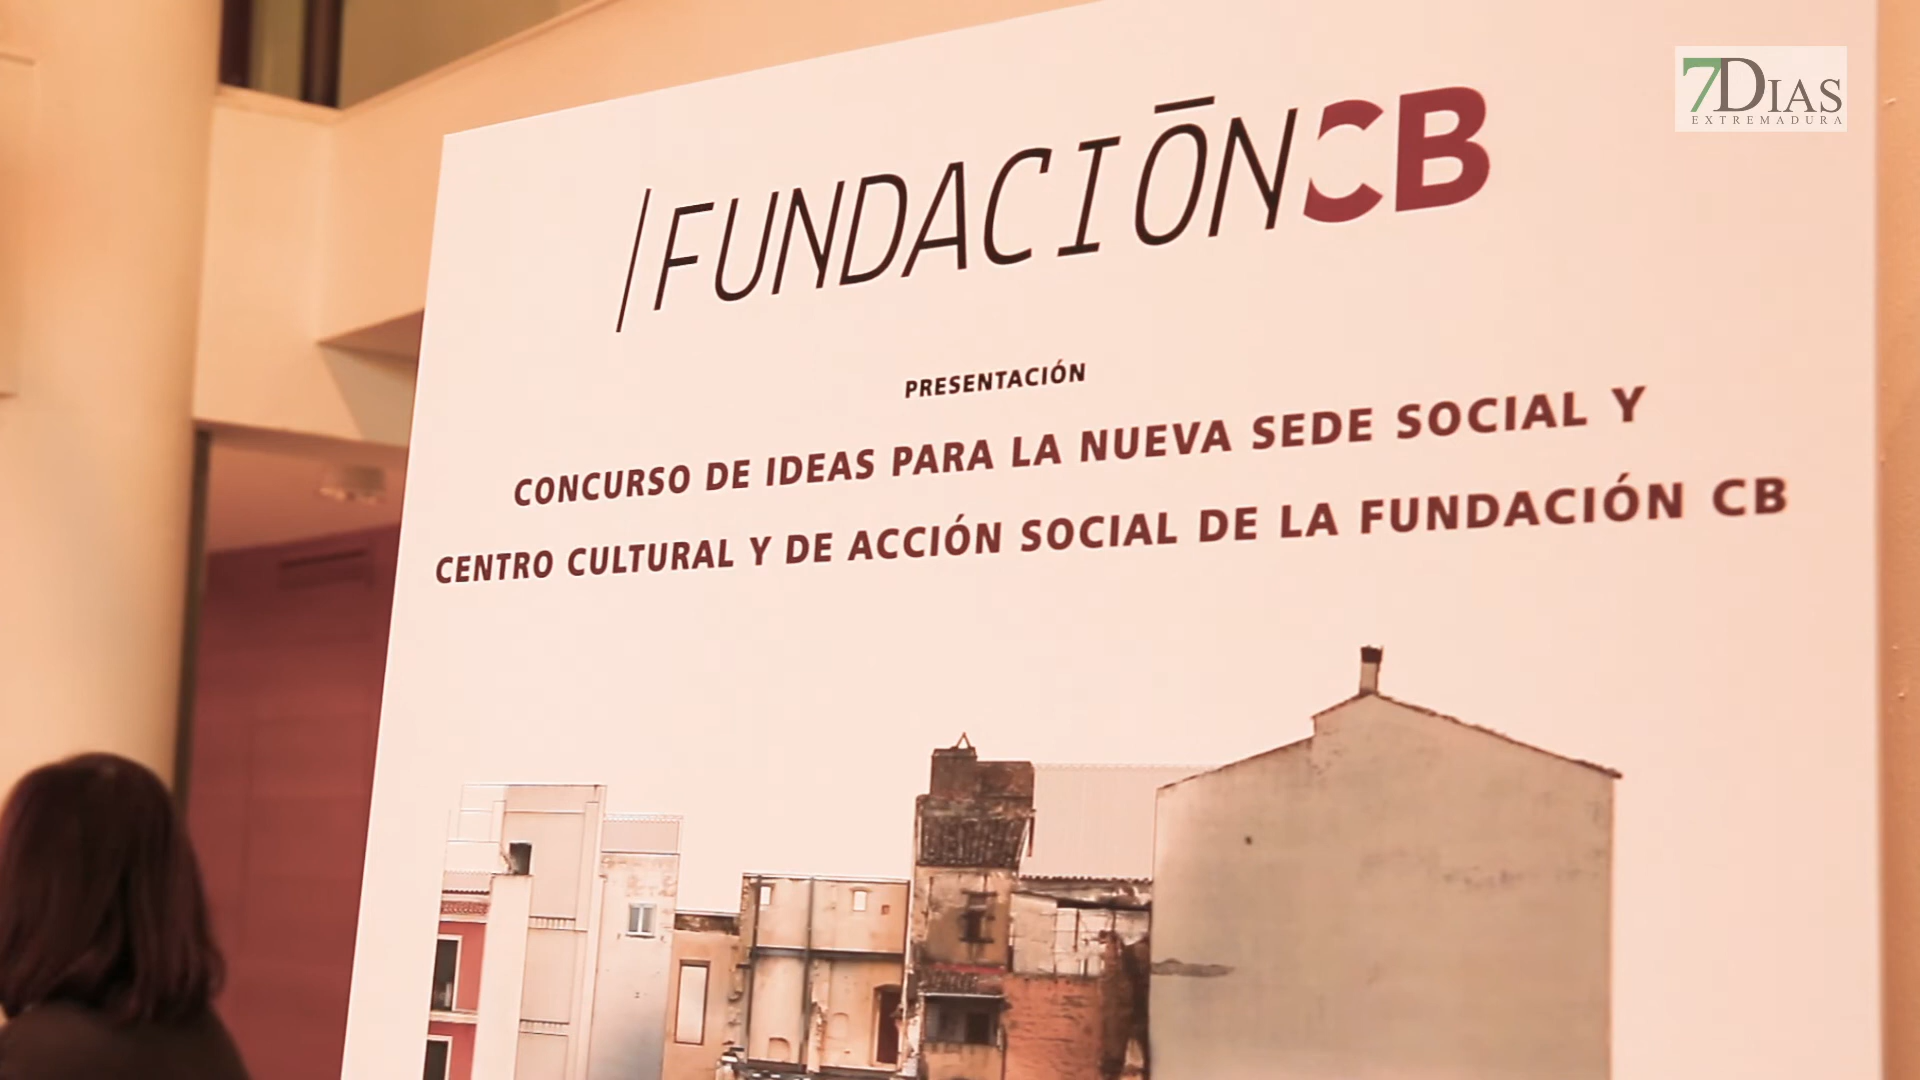 /FUNDACIŌNCB
PRESENTACIÓN
CONCURSO DE IDEAS PARA LA NUEVA SEDE SOCIAL Y
CENTRO CULTURAL Y DE ACCIÓN SOCIAL DE LA FUNDACIÓN CB
7DIAS
EXTREMADURA